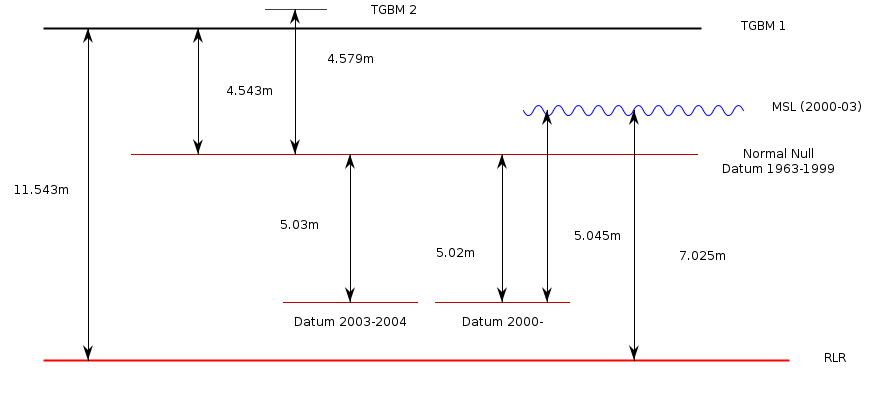 TGBM 2
TGBM 1
4.579m
4.543m
MSL (2000-03)
Normal Null
Datum 1963-1999
11.543m
5.03m
5.045m
5.02m
7.025m
Datum 2003-2004
Datum 2000-
RLR